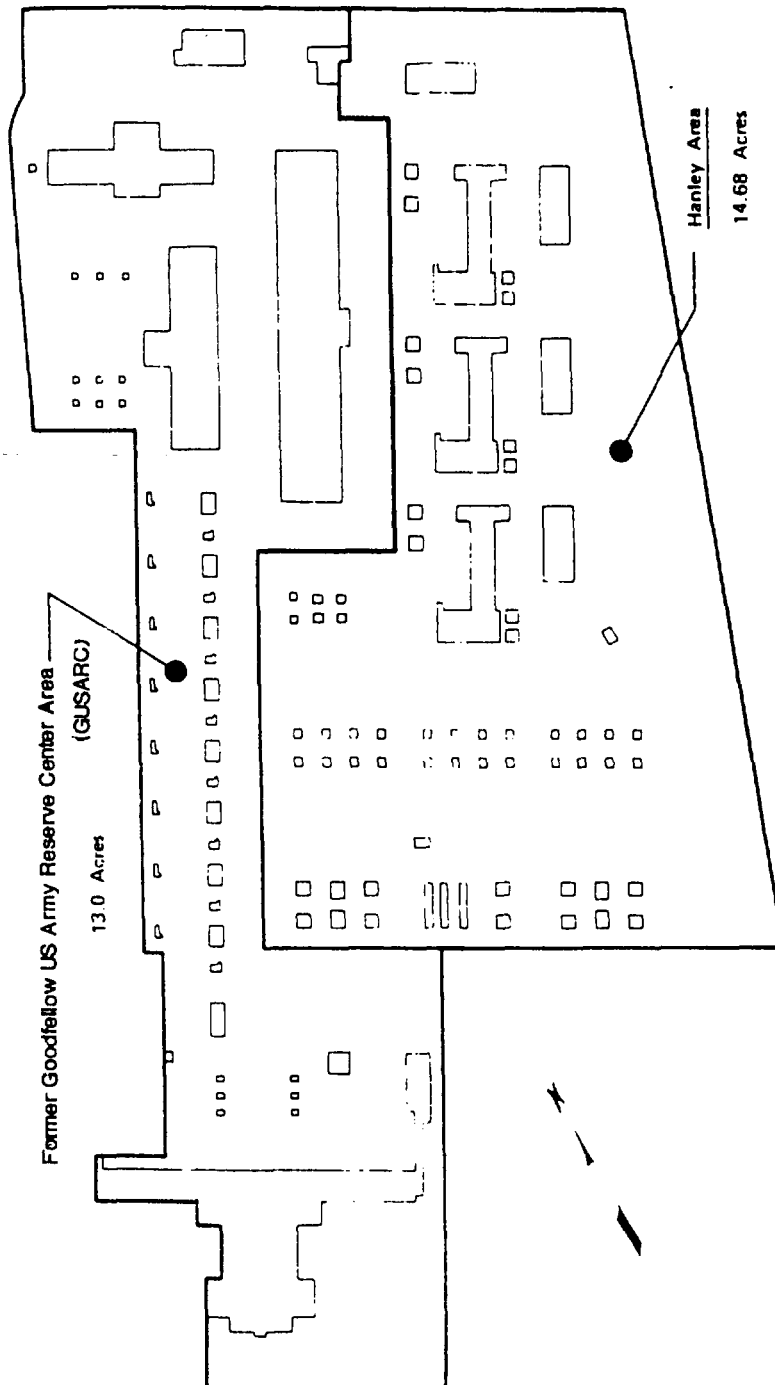 Former Goodfellow US Army Reserve Center Area
(GUSARC)
13.0 Acres
Hanley Area
14.68 Acres